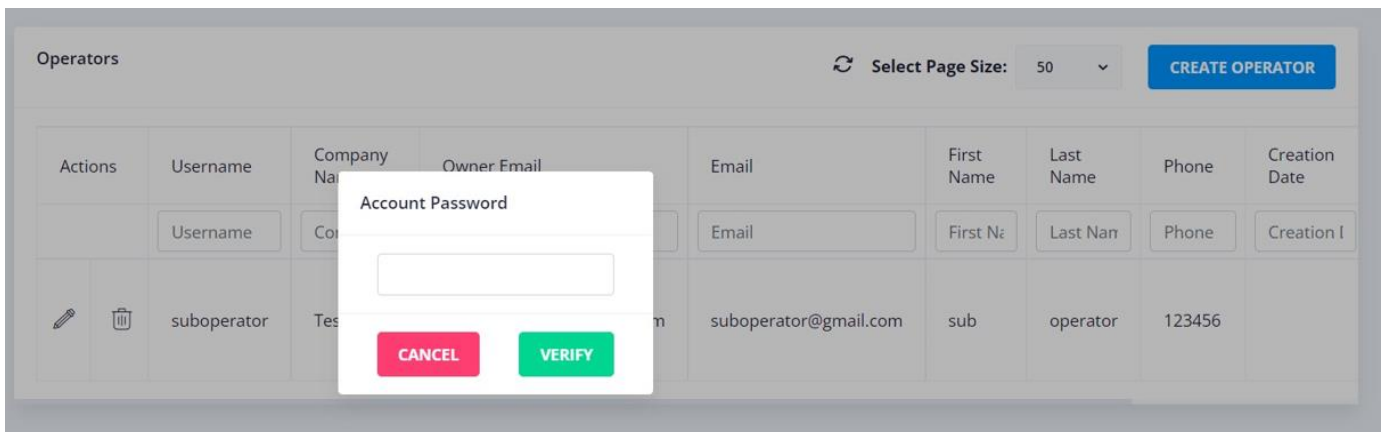 Operators
Select Page Size: 50 CREATE OPERATOR
Actions Username Company Owner Email Email First Name Last Name Phone Creation Date
Account Password
Username Email Phone
suboperator suboperator@gmail.com sub operator 123456
CANCEL VERIFY